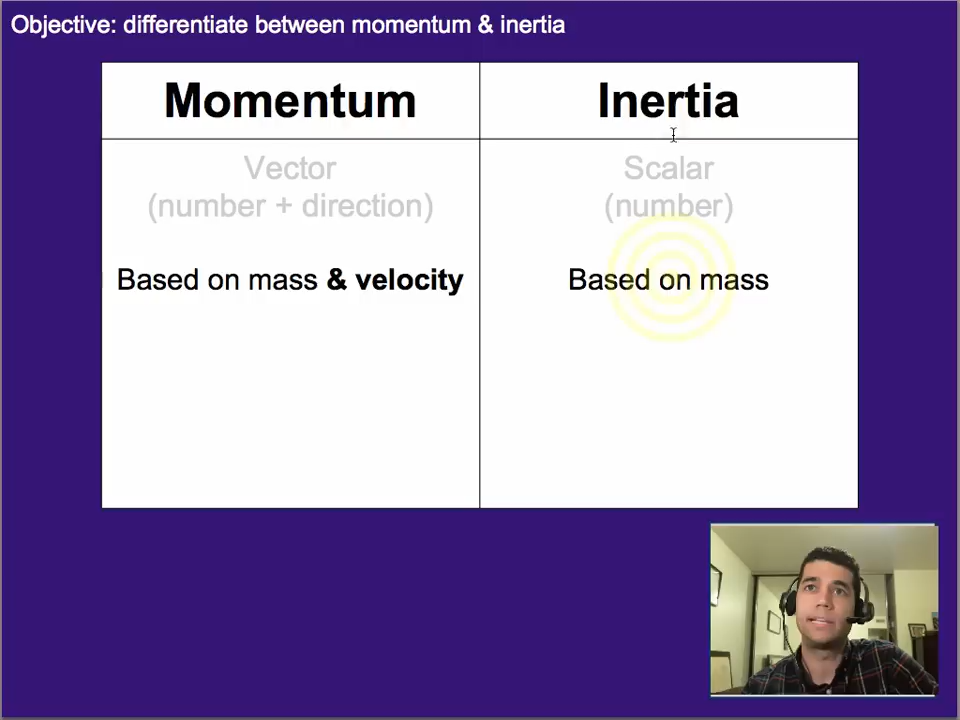 Objective: differentiate between momentum & inertia
Momentum
Inertia
Vector
(number + direction)
Scalar
(number)
Based on mass & velocity
Based on mass